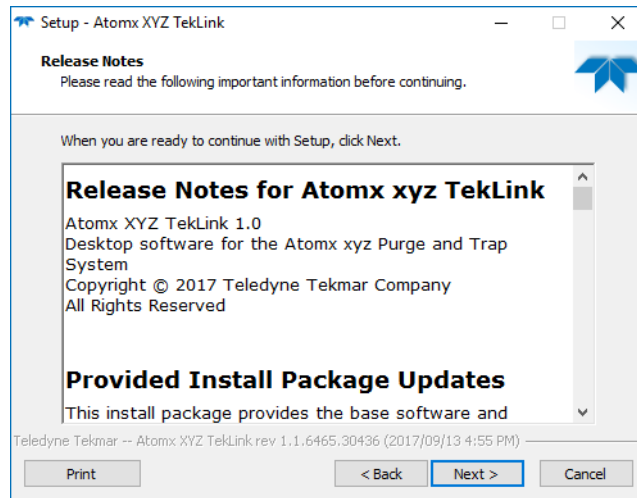 Setup - Atomx XYZ TekLink
Release Notes
Please read the following important information before continuing.
When you are ready to continue with Setup, click Next.
Release Notes for Atomx xyz TekLink
Atomx XYZ TekLink 1.0
Desktop software for the Atomx xyz Purge and Trap
System
Copyright © 2017 Teledyne Tekmar Company
All Rights Reserved
Provided Install Package Updates
This install package provides the base software and
Teledyne Tekmar -- Atomx XYZ TekLink rev 1.1.6465.30436 (2017/09/13 4:55 PM)
Print < Back Next > Cancel